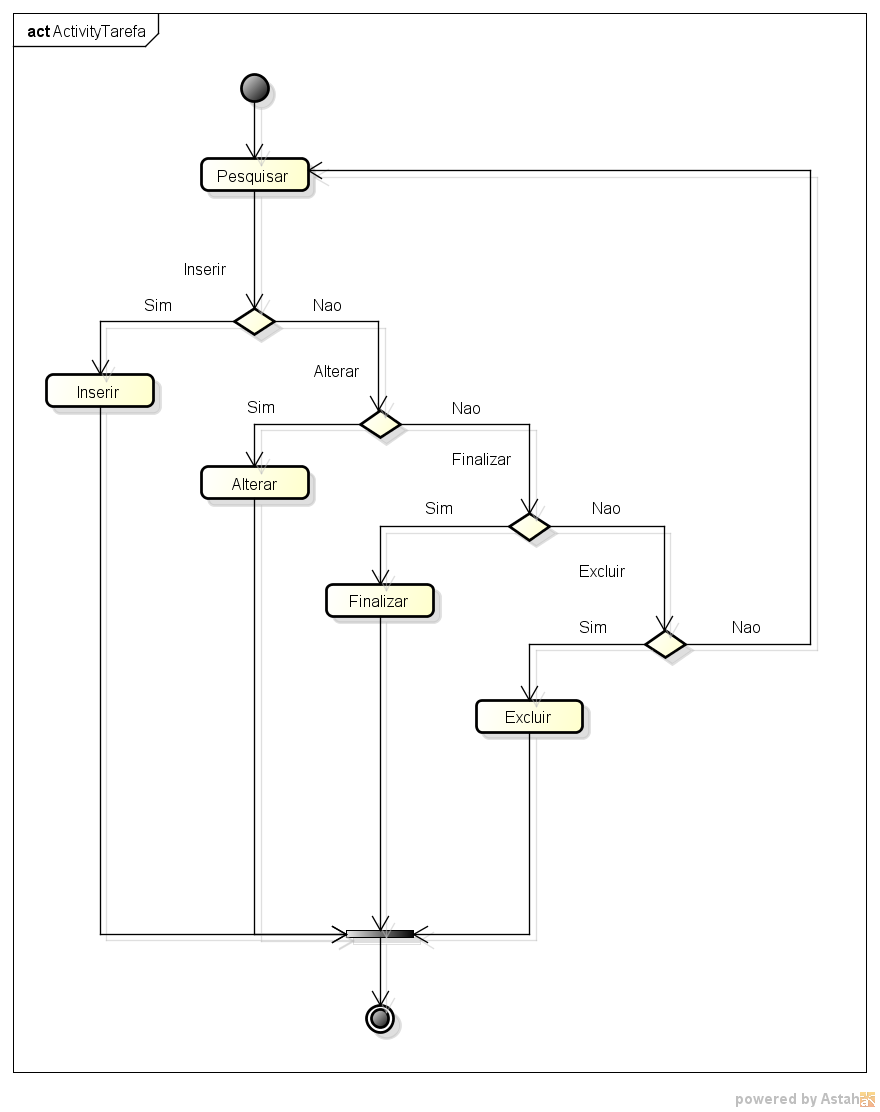 act ActivityTarefa
Pesquisar
Inserir
Sim
Nao
Inserir
Alterar
Sim
Nao
Alterar
Finalizar
Sim
Nao
Finalizar
Excluir
Sim
Nao
Excluir
powered by Astah